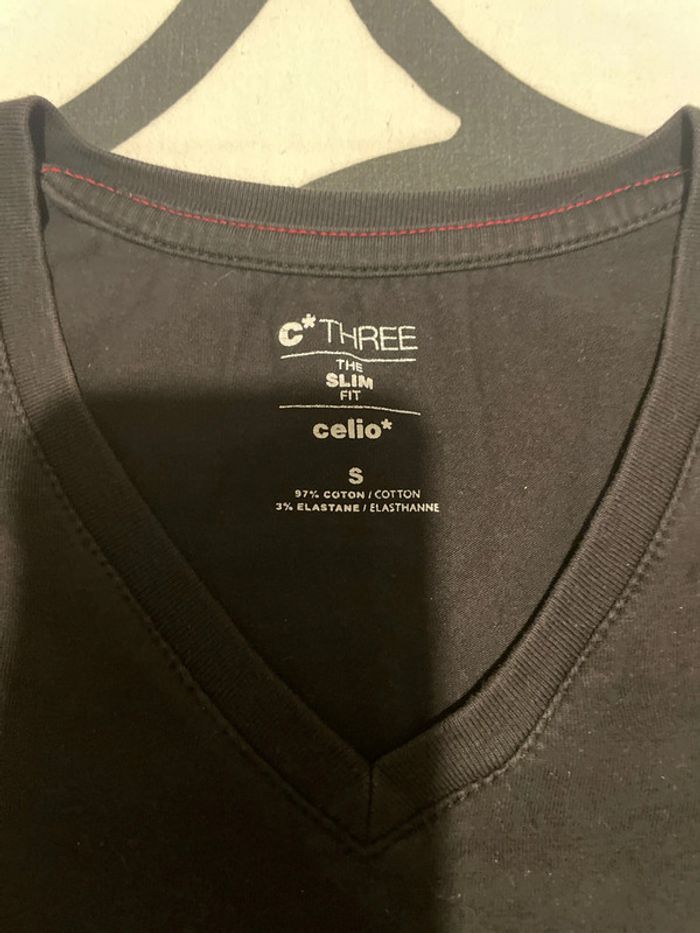 C* THREE
THE
SLIM
FIT
celio*
S
97% COTON / COTTON
3% ELASTANE / ELASTHANNE